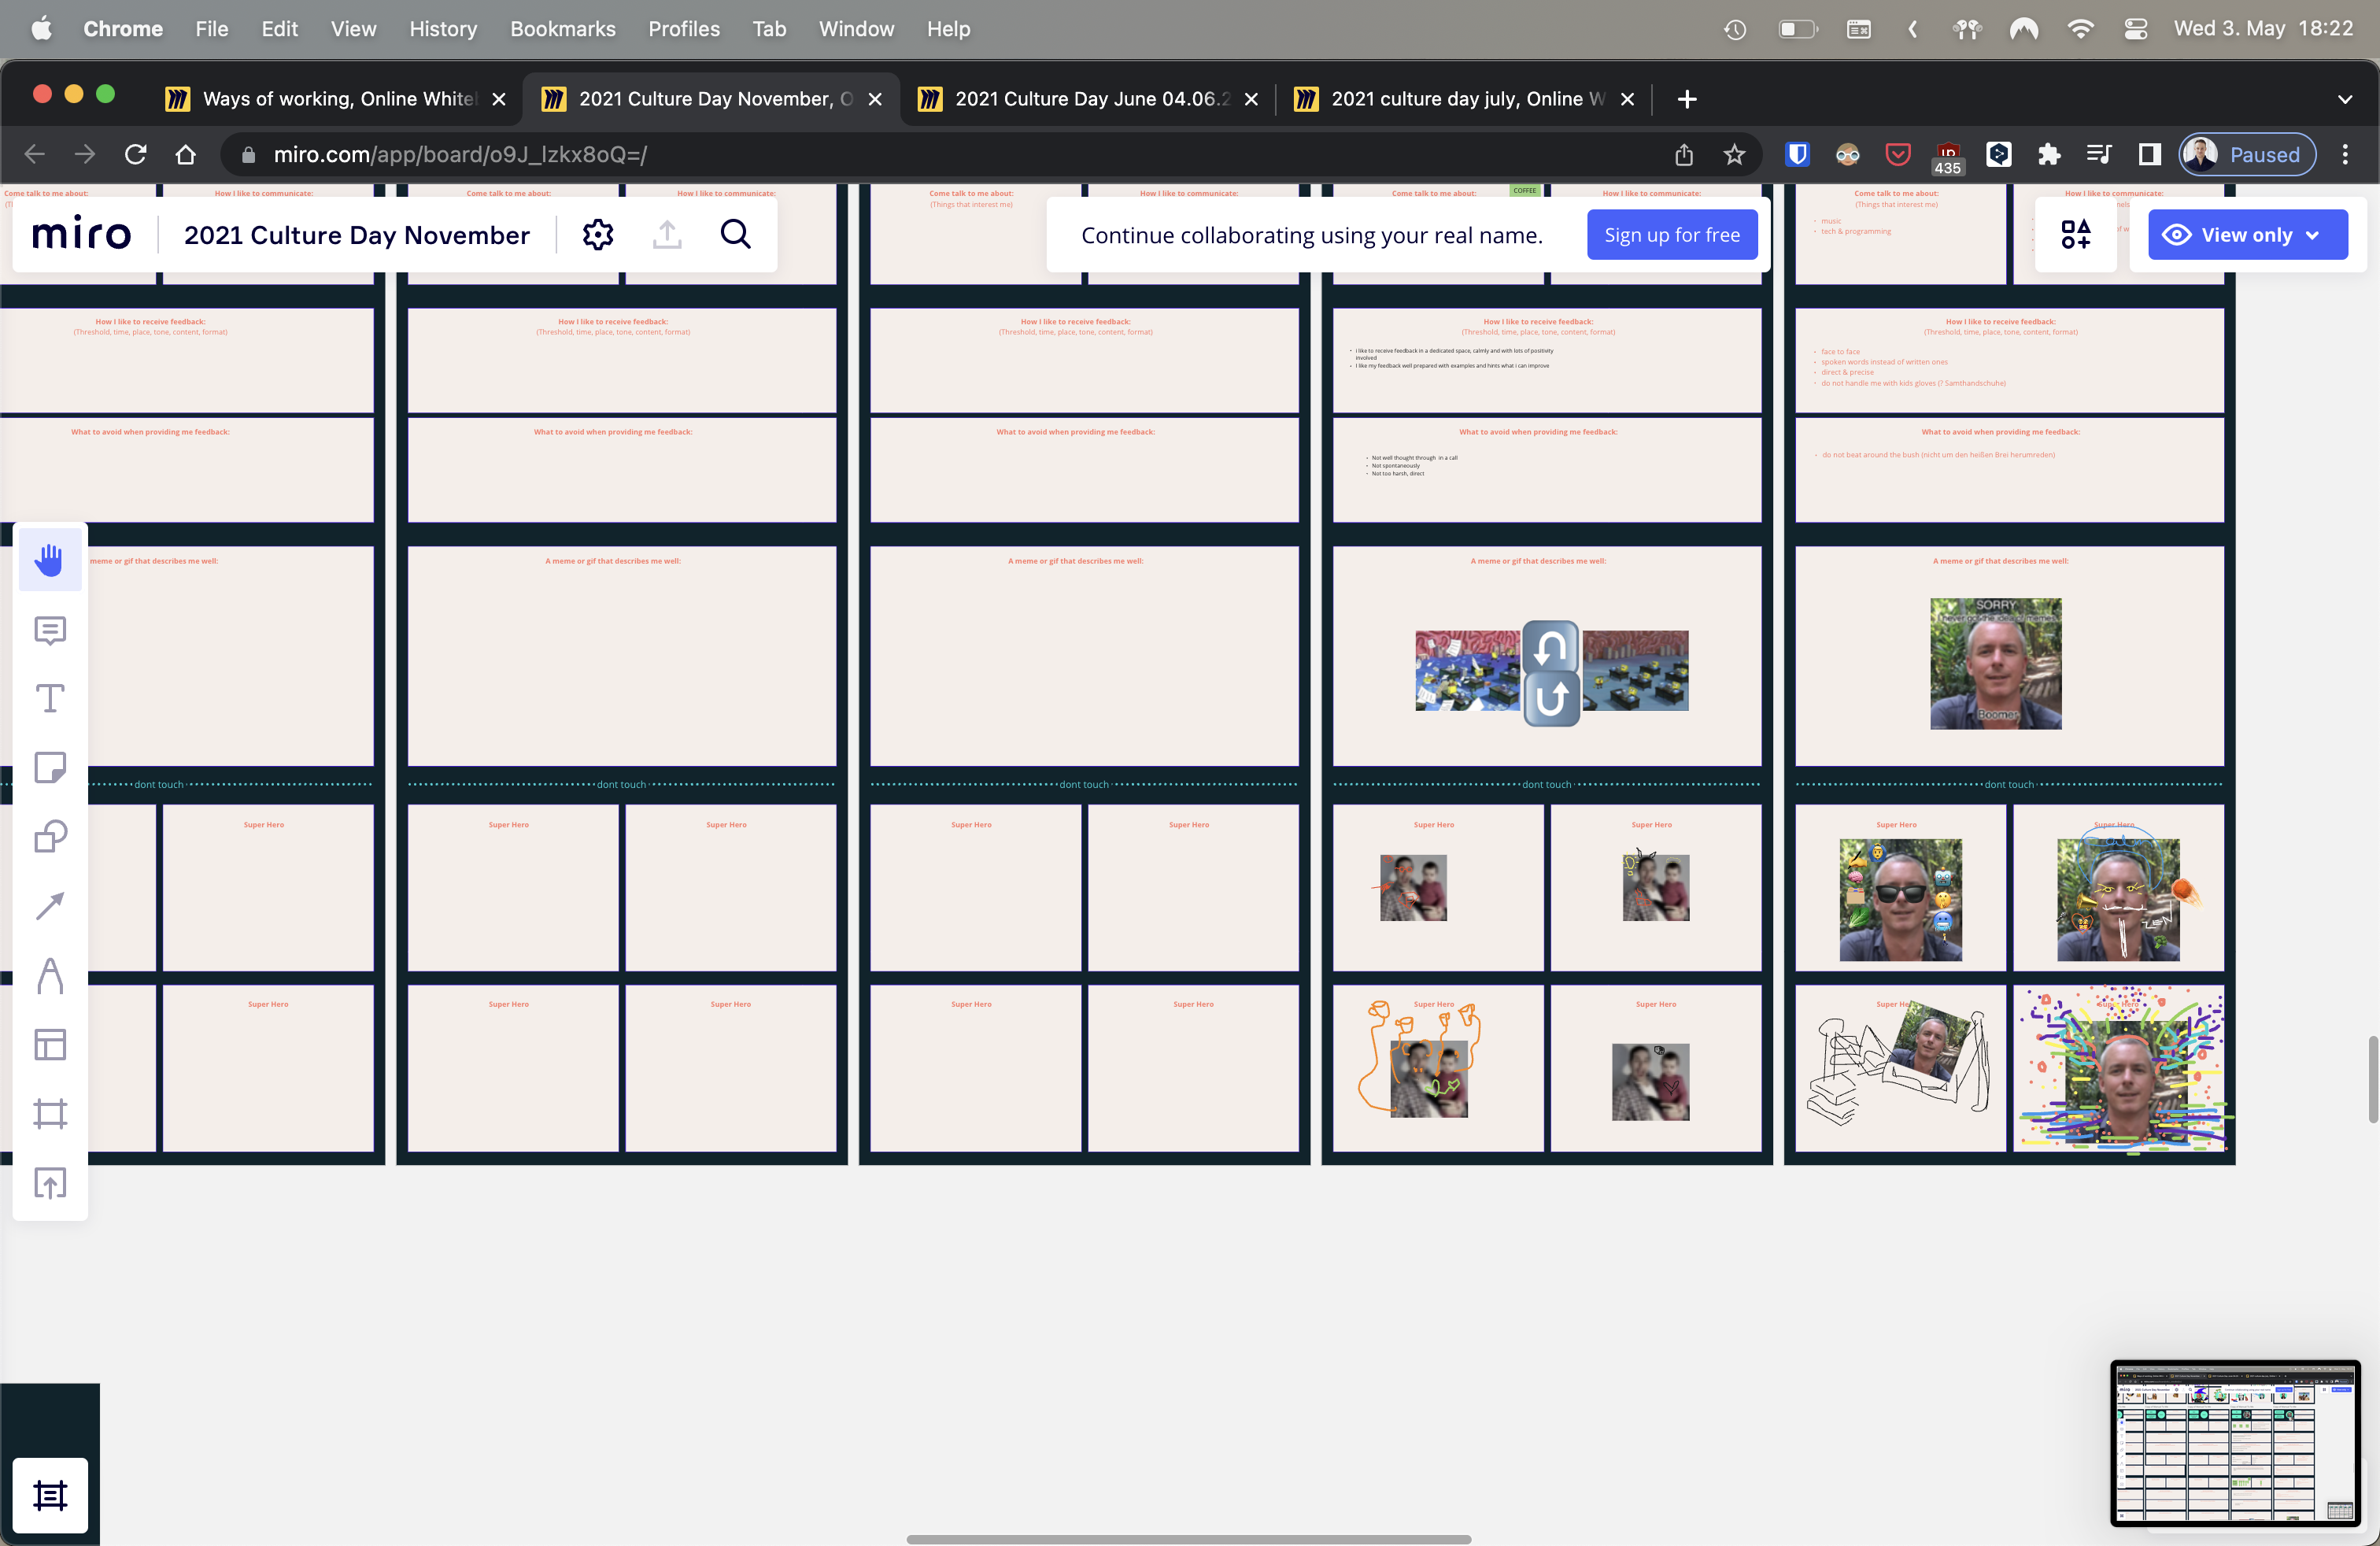 Chrome File Edit View History Bookmarks Profiles Tab Window Help Wed 3. May 18:22
Ways of working, Online White
2021 Culture Day November, O
2021 Culture Day June 04.06.2
2021 culture day july, Online W
miro.com/app/board/o9J_lzkx8oQ=/
435
Paused
Come talk to me about: How I like to communicate: Come talk to me about: How I like to communicate: Come talk to me about: How I like to communicate: Come talk to me about: COFFEE How I like to communicate: Come talk to me about: How I like to communicate:
(Things that interest me) (Things that interest me)
music
tech & programming
miro
2021 Culture Day November
Continue collaborating using your real name.
Sign up for free
View only
How I like to receive feedback: How I like to receive feedback: How I like to receive feedback: How I like to receive feedback: How I like to receive feedback:
(Threshold, time, place, tone, content, format) (Threshold, time, place, tone, content, format) (Threshold, time, place, tone, content, format) (Threshold, time, place, tone, content, format) (Threshold, time, place, tone, content, format)
i like to receive feedback in a dedicated space, calmly and with lots of positivity
involved
I like my feedback well prepared with examples and hints what i can improve
face to face
spoken words instead of written ones
direct & precise
do not handle me with kids gloves (? Samthandschuhe)
What to avoid when providing me feedback: What to avoid when providing me feedback: What to avoid when providing me feedback: What to avoid when providing me feedback: What to avoid when providing me feedback:
Not well thought through in a call
Not spontaneously
Not too harsh, direct
do not beat around the bush (nicht um den heißen Brei herumreden)
meme or gif that describes me well: A meme or gif that describes me well: A meme or gif that describes me well: A meme or gif that describes me well: A meme or gif that describes me well:
SORRY
I never got the idea of memes
Boomer
dont touch dont touch dont touch dont touch dont touch
Super Hero Super Hero Super Hero Super Hero Super Hero Super Hero Super Hero Super Hero Super Hero
ZEN
Super Hero Super Hero Super Hero Super Hero Super Hero Super Hero Super Hero Super He Super Hero